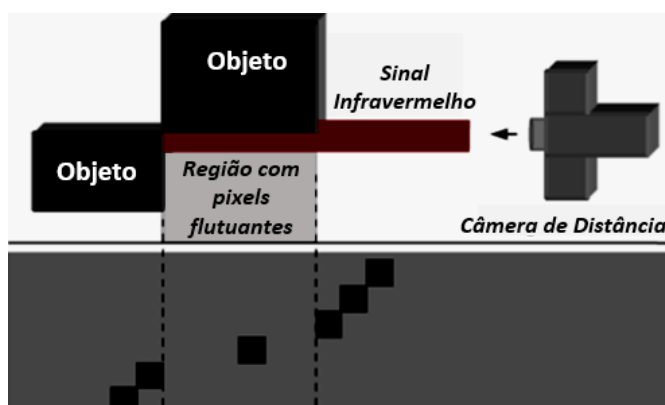 Objeto
Sinal
Infravermelho
Objeto
Região com
pixels
flutuantes
Câmera de Distância